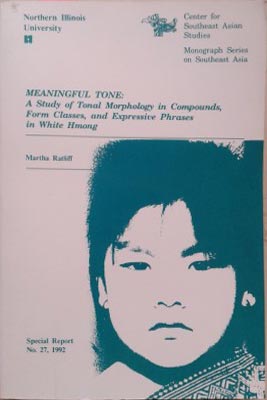 Northern Illinois
University
Center for
Southeast Asian
Studies
Monograph Series
on Southeast Asia
MEANINGFUL TONE:
A Study of Tonal Morphology in Compounds,
Form Classes, and Expressive Phrases
in White Hmong
Martha Ratliff
Special Report
No. 27, 1992